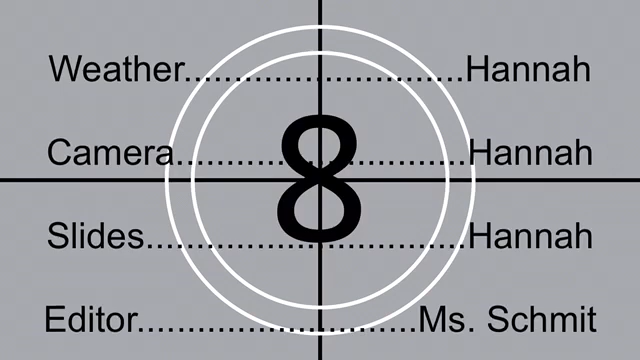 Weather...........................Hannah
Camera............................Hannah
8
Slides...............................Hannah
Editor...........................Ms. Schmit